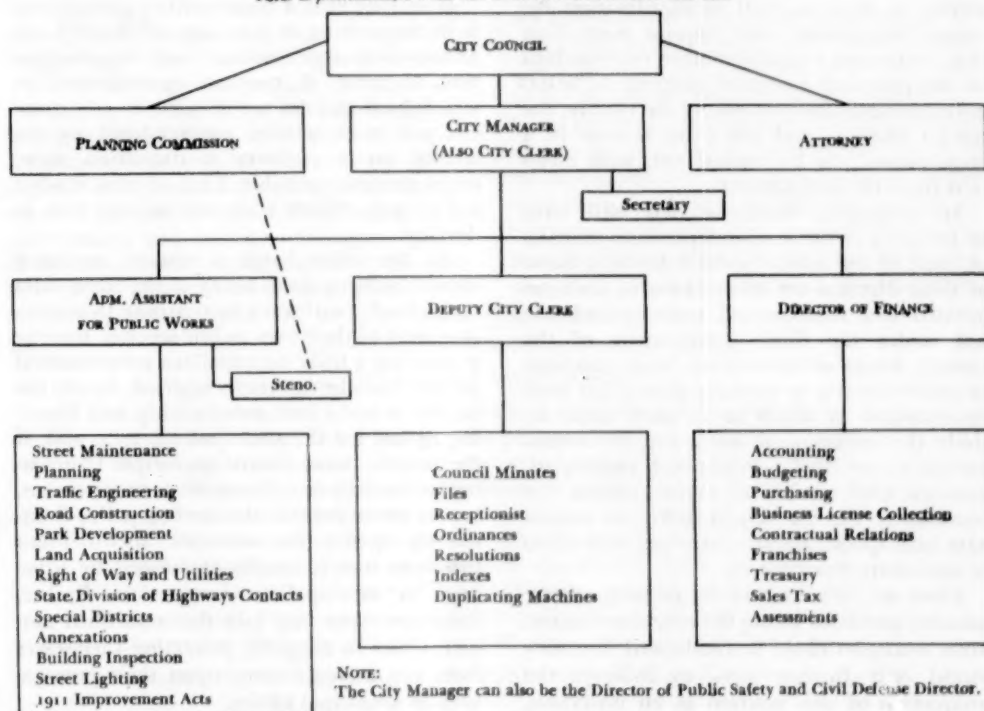 CITY COUNCIL
PLANNING COMMISSION
CITY MANAGER
(ALSO CITY CLERK)
ATTORNEY
Secretary
ADM. ASSISTANT
FOR PUBLIC WORKS
DEPUTY CITY CLERK
DIRECTOR OF FINANCE
Steno.
Street Maintenance
Planning
Traffic Engineering
Road Construction
Park Development
Land Acquisition
Right of Way and Utilities
State Division of Highways Contacts
Special Districts
Annexations
Building Inspection
Street Lighting
1911 Improvement Acts
Council Minutes
Files
Receptionist
Ordinances
Resolutions
Indexes
Duplicating Machines
Accounting
Budgeting
Purchasing
Business License Collection
Contractual Relations
Franchises
Treasury
Sales Tax
Assessments
NOTE:
The City Manager can also be the Director of Public Safety and Civil Defense Director.